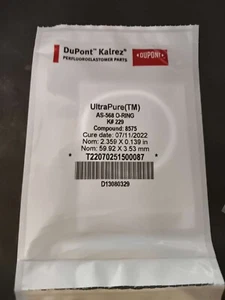 DuPont™ Kalrez®
PERFLUOROELASTOMER PARTS
DUPONT
UltraPure(TM)
AS-568 O-RING
K# 229
Compound: 8575
Cure date: 07/11/2022
Nom: 2.359 X 0.139 in
Nom: 59.92 X 3.53 mm
* T22070251500087 *
D13080329